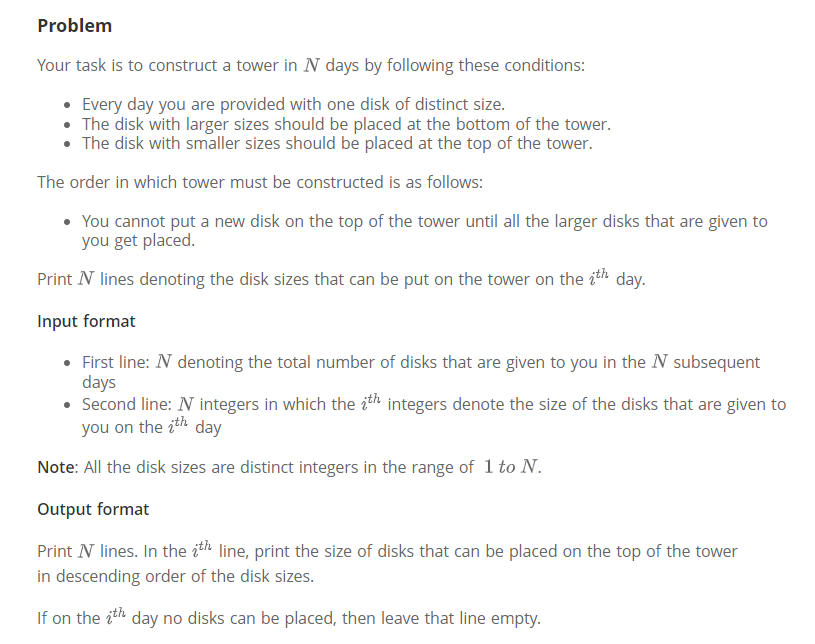 Problem
Your task is to construct a tower in N days by following these conditions:
• Every day you are provided with one disk of distinct size.
• The disk with larger sizes should be placed at the bottom of the tower.
• The disk with smaller sizes should be placed at the top of the tower.
The order in which tower must be constructed is as follows:
• You cannot put a new disk on the top of the tower until all the larger disks that are given to
you get placed.
Print N lines denoting the disk sizes that can be put on the tower on the i^th day.
Input format
• First line: N denoting the total number of disks that are given to you in the N subsequent
days
• Second line: N integers in which the i^th integers denote the size of the disks that are given to
you on the i^th day
Note: All the disk sizes are distinct integers in the range of 1 to N.
Output format
Print N lines. In the i^th line, print the size of disks that can be placed on the top of the tower
in descending order of the disk sizes.
If on the i^th day no disks can be placed, then leave that line empty.